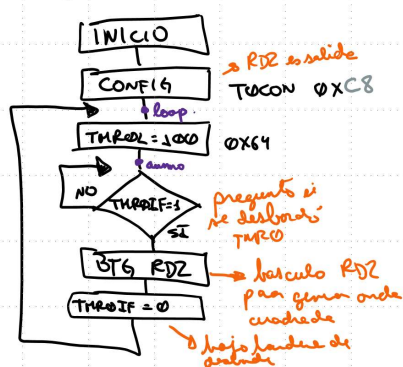 INICIO
→ RD2 es salida
CONFIG
T0CON 0XC8
loop
TMR0L=100
0X64
aunno
NO
TMR0IF=1
SI
pregunto si
se desbordó
TMR0
BTG RD2
→ basculo RD2
para generar onda
cuadrada
TMR0IF = 0
→ bajo bandera de
desborde